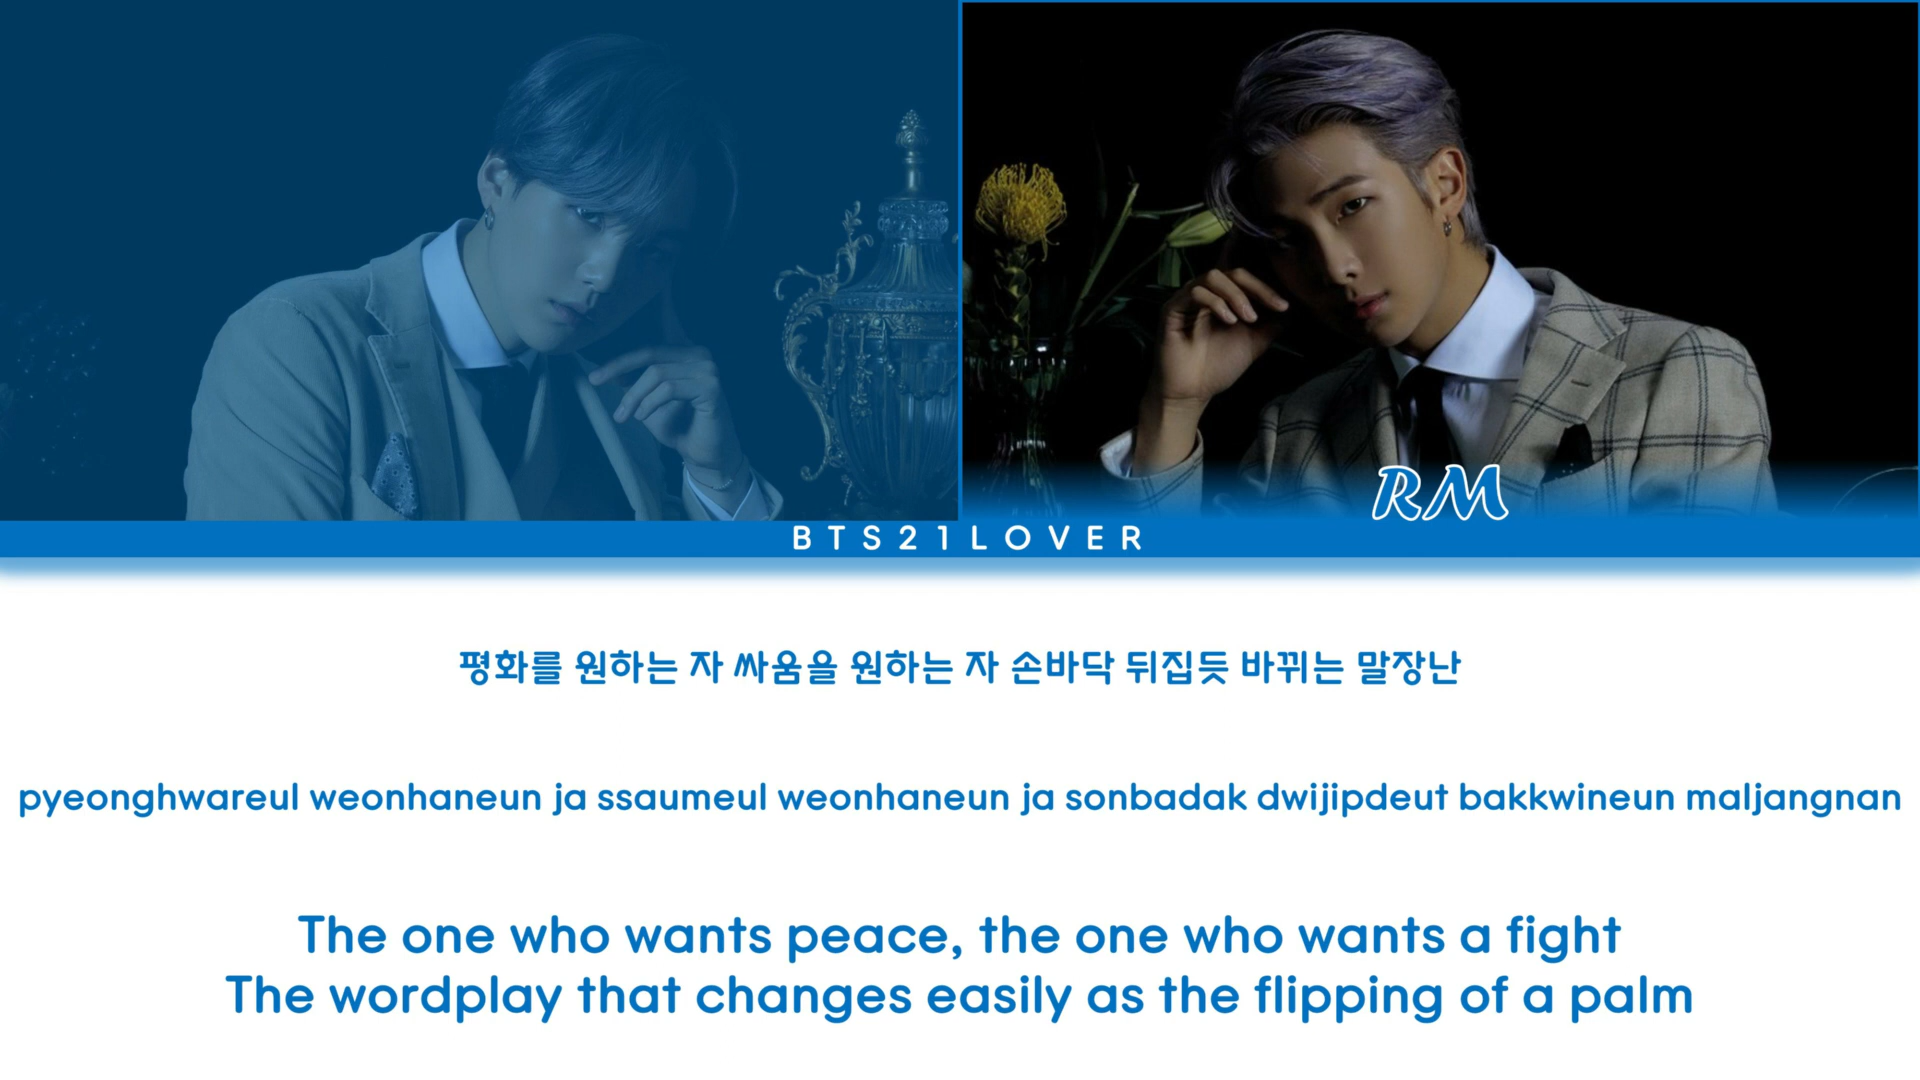 RM
BTS21LOVER
평화를 원하는 자 싸움을 원하는 자 손바닥 뒤집듯 바뀌는 말장난
pyeonghwareul weonhaneun ja ssaumeul weonhaneun ja sonbadak dwijipdeut bakkwineun maljangnan
The one who wants peace, the one who wants a fight
The wordplay that changes easily as the flipping of a palm